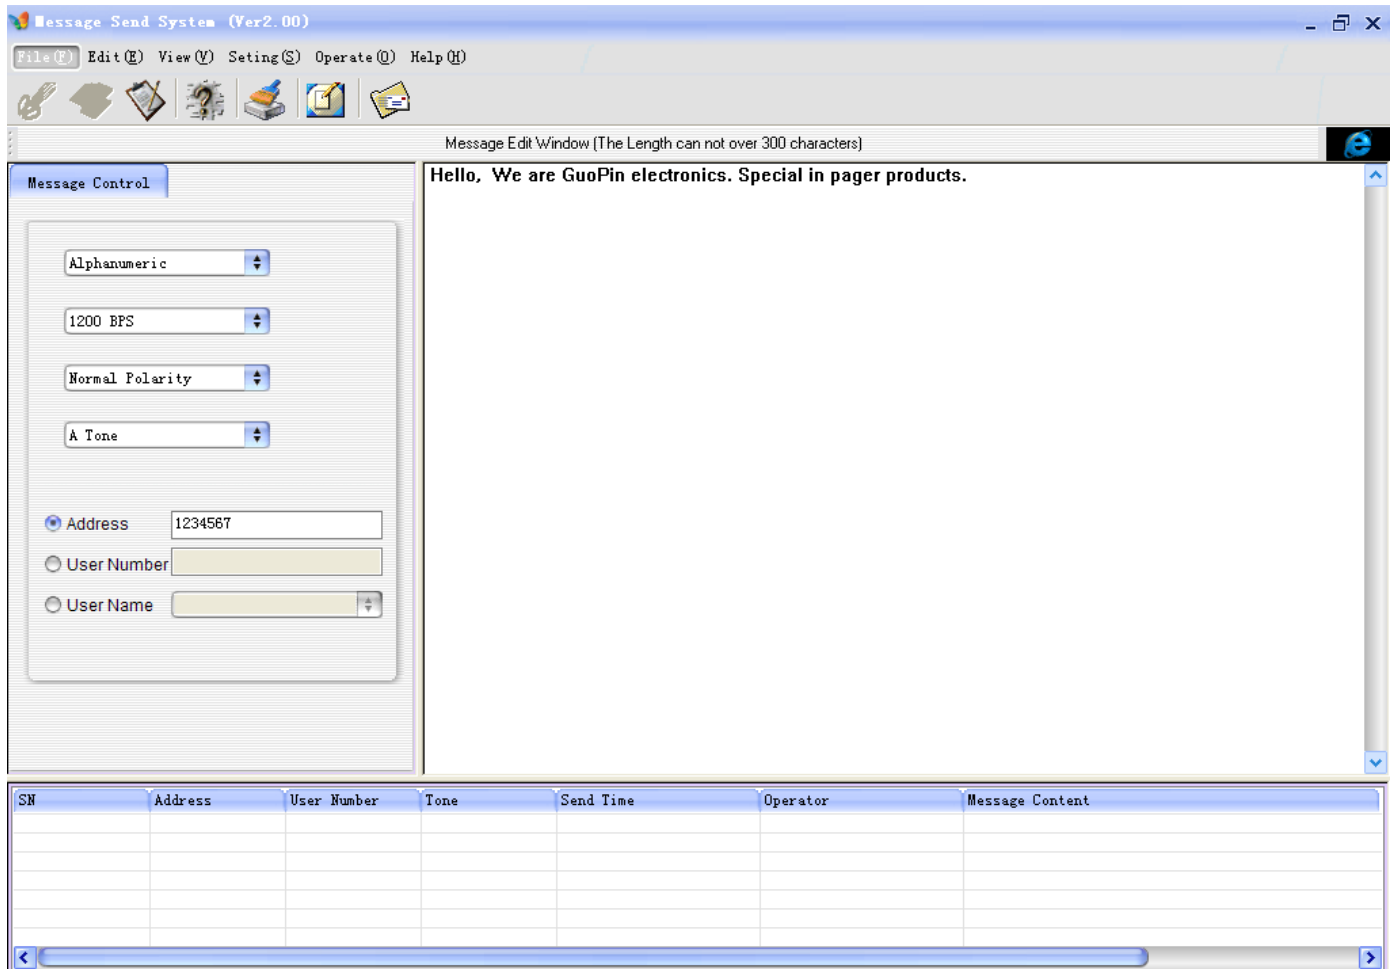 Message Send System (Ver2.00)
File(F) Edit(E) View(V) Seting(S) Operate(O) Help(H)
Message Edit Window (The Length can not over 300 characters)
Message Control
Hello,  We are GuoPin electronics. Special in pager products.
Alphanumeric
1200 BPS
Normal Polarity
A Tone
Address 1234567
User Number
User Name
SN Address User Number Tone Send Time Operator Message Content